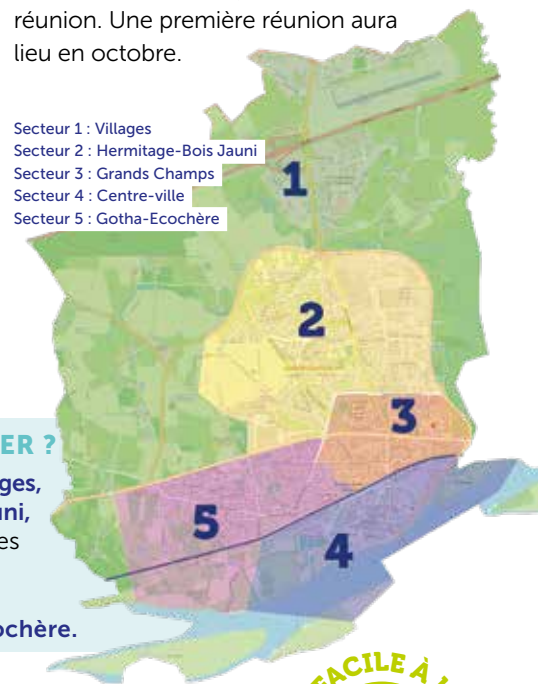 réunion. Une première réunion aura
lieu en octobre.
Secteur 1 : Villages
Secteur 2 : Hermitage-Bois Jauni
Secteur 3 : Grands Champs
Secteur 4 : Centre-ville
Secteur 5 : Gotha-Ecochère
1
2
3
5
4
ER ?
ges,
uni,
es
ochère.
FACILE À